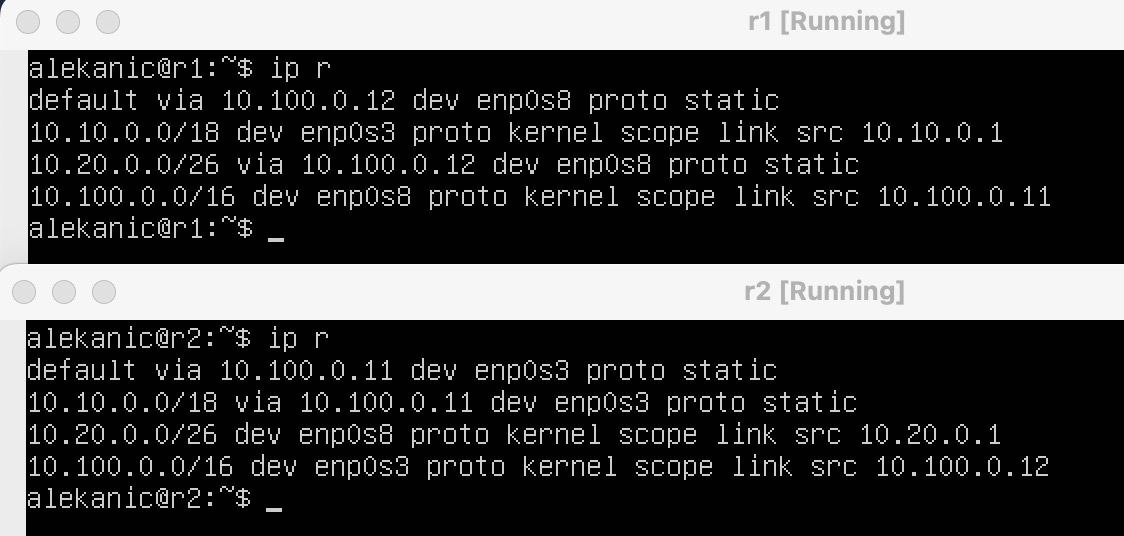 r1 [Running]
alekanic@r1:~$ ip r
default via 10.100.0.12 dev enp0s8 proto static
10.10.0.0/18 dev enp0s3 proto kernel scope link src 10.10.0.1
10.20.0.0/26 via 10.100.0.12 dev enp0s8 proto static
10.100.0.0/16 dev enp0s8 proto kernel scope link src 10.100.0.11
alekanic@r1:~$ _
r2 [Running]
alekanic@r2:~$ ip r
default via 10.100.0.11 dev enp0s3 proto static
10.10.0.0/18 via 10.100.0.11 dev enp0s3 proto static
10.20.0.0/26 dev enp0s8 proto kernel scope link src 10.20.0.1
10.100.0.0/16 dev enp0s3 proto kernel scope link src 10.100.0.12
alekanic@r2:~$ _